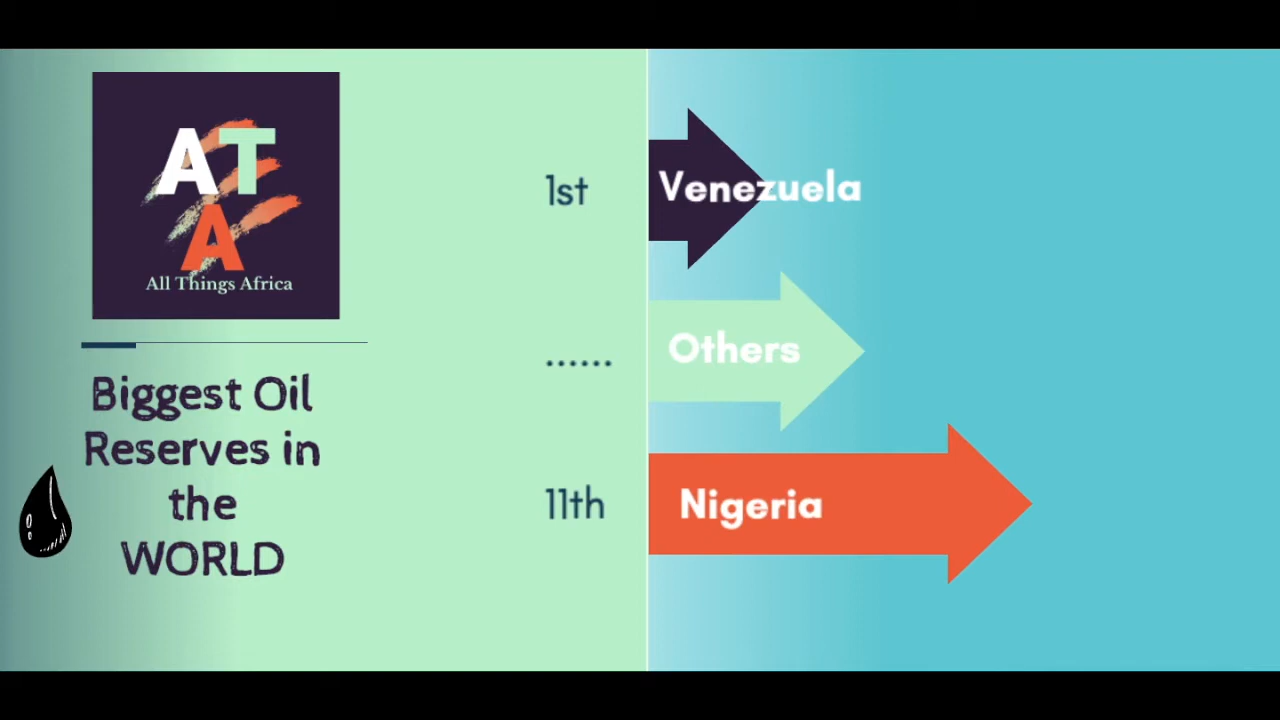 AT
A
All Things Africa
Biggest Oil
Reserves in
the
WORLD
1st
Venezuela
......
Others
11th
Nigeria